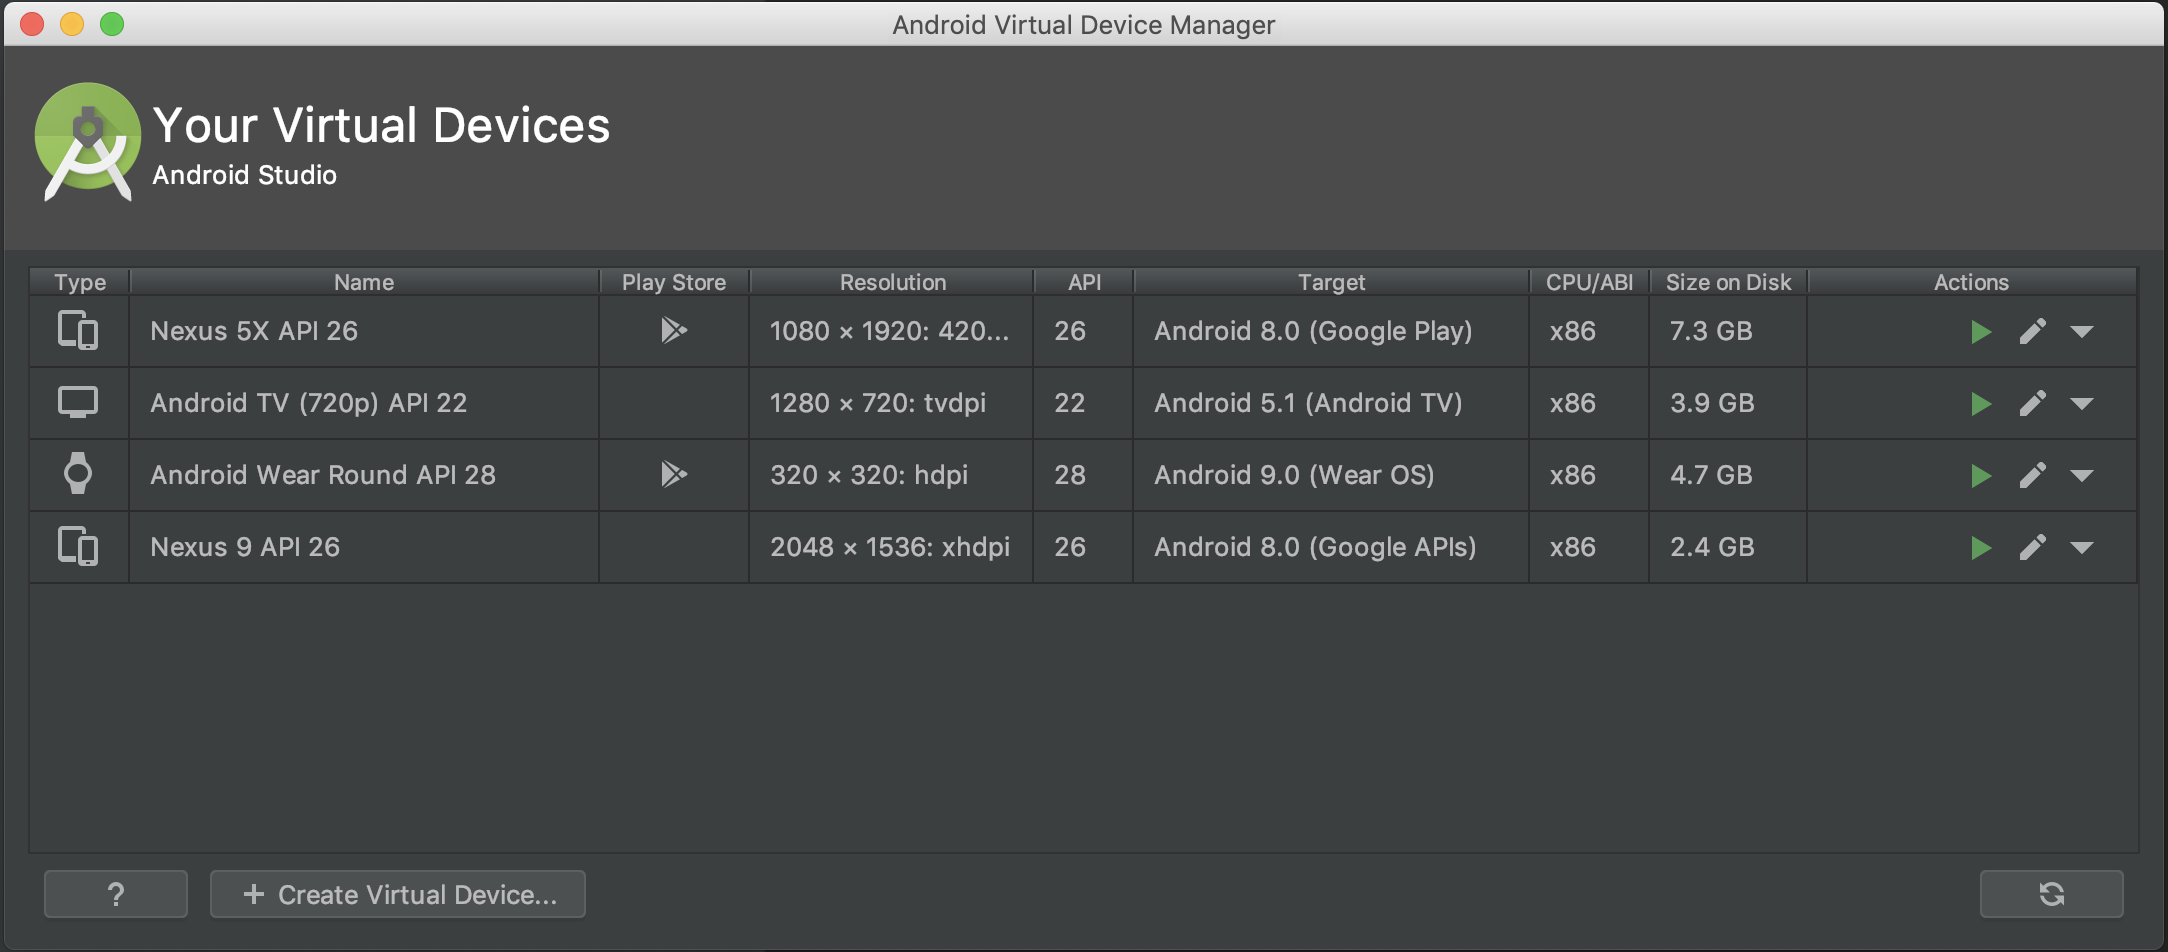 Android Virtual Device Manager
Your Virtual Devices
Android Studio
Type Name Play Store Resolution API Target CPU/ABI Size on Disk Actions
Nexus 5X API 26 1080 × 1920: 420... 26 Android 8.0 (Google Play) x86 7.3 GB
Android TV (720p) API 22 1280 × 720: tvdpi 22 Android 5.1 (Android TV) x86 3.9 GB
Android Wear Round API 28 320 × 320: hdpi 28 Android 9.0 (Wear OS) x86 4.7 GB
Nexus 9 API 26 2048 × 1536: xhdpi 26 Android 8.0 (Google APIs) x86 2.4 GB
? + Create Virtual Device...